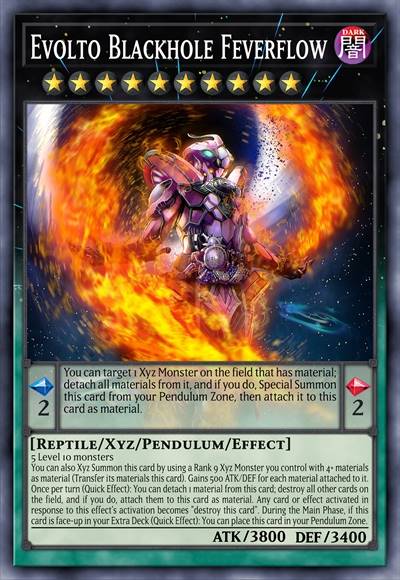 Evolto Blackhole Feverflow
DARK
闇
You can target 1 Xyz Monster on the field that has material;
detach all materials from it, and if you do, Special Summon
this card from your Pendulum Zone, then attach it to this
card as material.
2
2
[Reptile/Xyz/Pendulum/Effect]
5 Level 10 monsters
You can also Xyz Summon this card by using a Rank 9 Xyz Monster you control with 4+ materials
as material (Transfer its materials this card). Gains 500 ATK/DEF for each material attached to it.
Once per turn (Quick Effect): You can detach 1 material from this card; destroy all other cards on
the field, and if you do, attach them to this card as material. Any card or effect activated in
response to this effect's activation becomes "destroy this card". During the Main Phase, if this
card is face-up in your Extra Deck (Quick Effect): You can place this card in your Pendulum Zone.
ATK/3800 DEF/3400